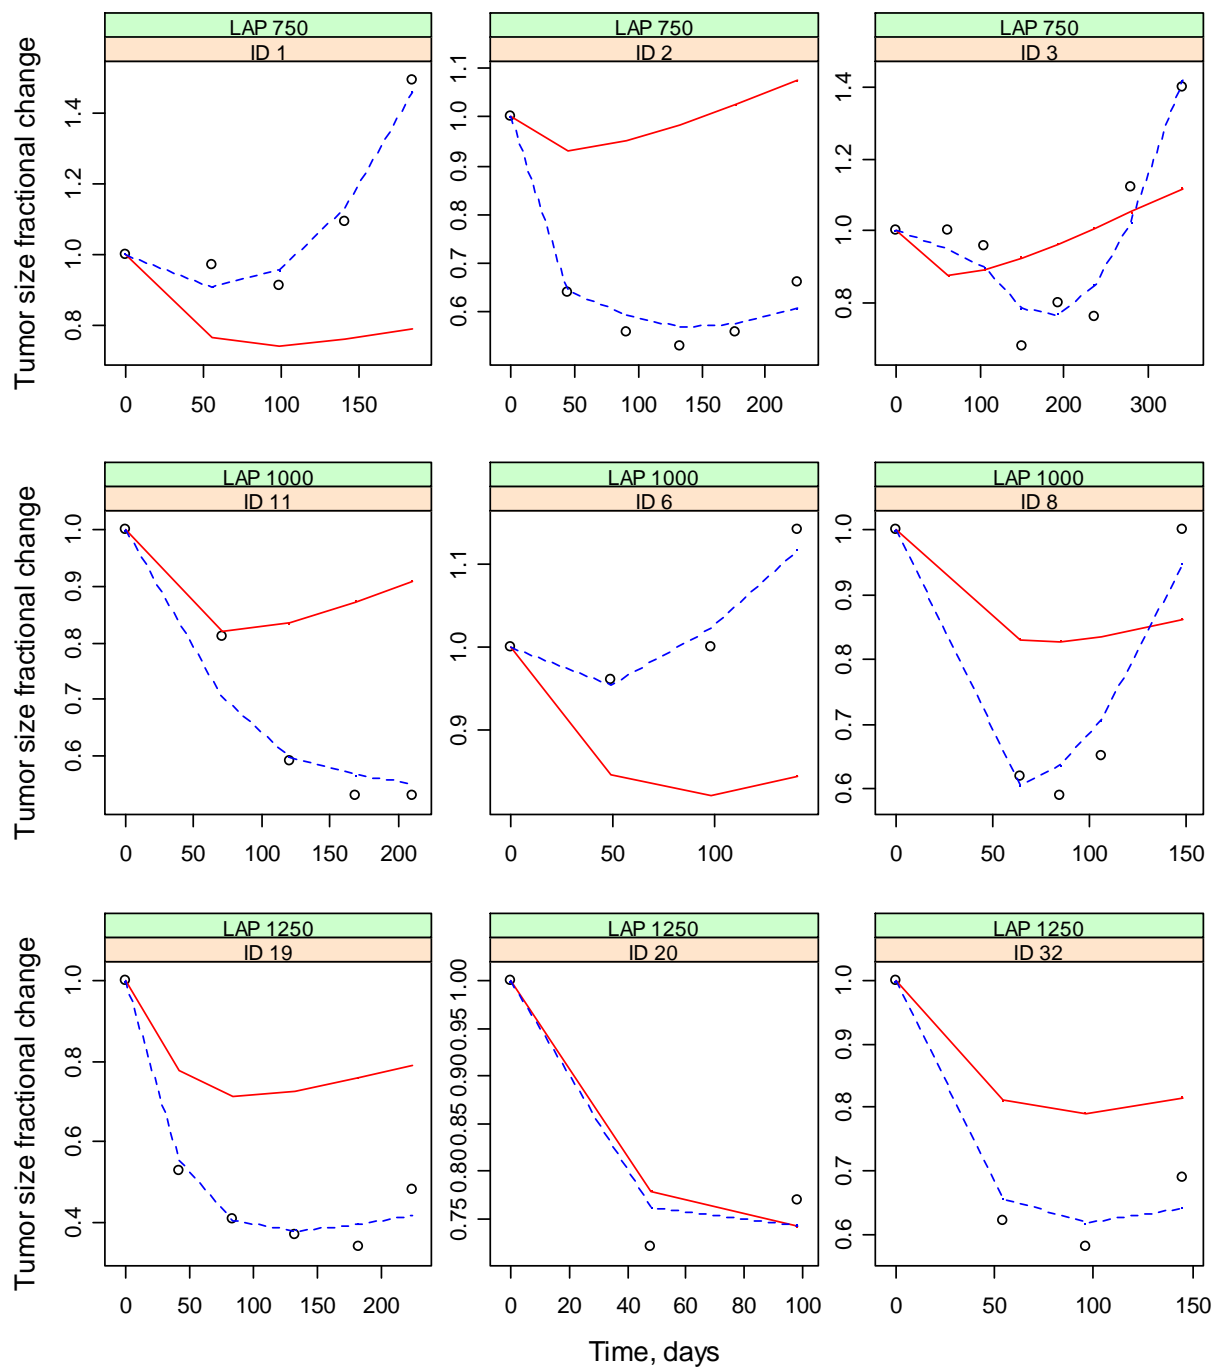 LAP 750
ID 1
LAP 750
ID 2
LAP 750
ID 3
Tumor size fractional change
0.8 1.0 1.2 1.4
0 50 100 150
0.6 0.7 0.8 0.9 1.0 1.1
0 50 100 150 200
0.8 1.0 1.2 1.4
0 100 200 300
LAP 1000
ID 11
LAP 1000
ID 6
LAP 1000
ID 8
Tumor size fractional change
0.6 0.7 0.8 0.9 1.0
0 50 100 150 200
0.9 1.0 1.1
0 50 100
0.6 0.7 0.8 0.9 1.0
0 50 100 150
LAP 1250
ID 19
LAP 1250
ID 20
LAP 1250
ID 32
Tumor size fractional change
0.4 0.6 0.8 1.0
0 50 100 150 200
0.75 0.80 0.85 0.90 0.95 1.00
0 20 40 60 80 100
0.6 0.7 0.8 0.9 1.0
0 50 100 150
Time, days